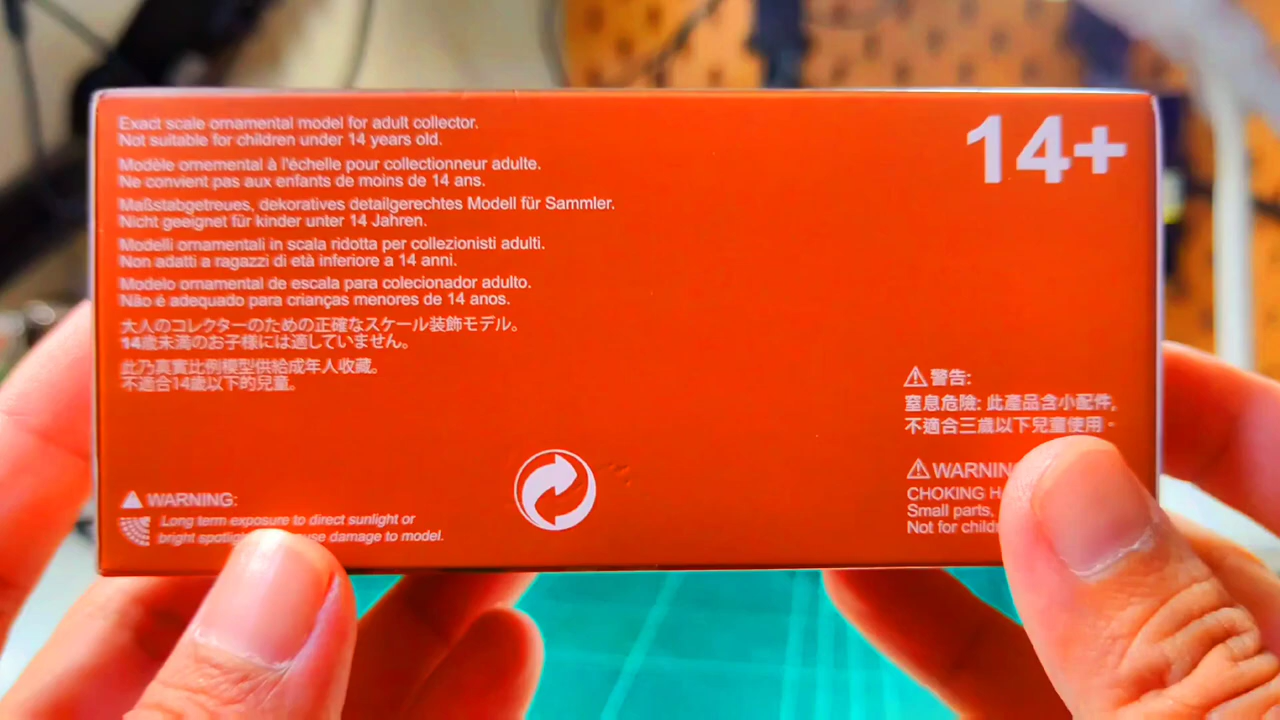 Exact scale ornamental model for adult collector.
Not suitable for children under 14 years old.
Modèle ornemental à l'échelle pour collectionneur adulte.
Ne convient pas aux enfants de moins de 14 ans.
Maßstabgetreues, dekoratives detailgerechtes Modell für Sammler.
Nicht geeignet für kinder unter 14 Jahren.
Modelli ornamentali in scala ridotta per collezionisti adulti.
Non adatti a ragazzi di età inferiore a 14 anni.
Modelo ornamental de escala para colecionador adulto.
Não é adequado para crianças menores de 14 anos.
大人のコレクターのための正確なスケール装飾モデル。
14歳未満のお子様には適していません。
此乃真實比例模型供給成年人收藏。
不適合14歲以下的兒童。
WARNING:
Long term exposure to direct sunlight or
bright damage to model.
14+
警告:
窒息危險: 此產品含小配件,
不適合三歲以下兒童使用。
CHOKING
Small parts,
Not for